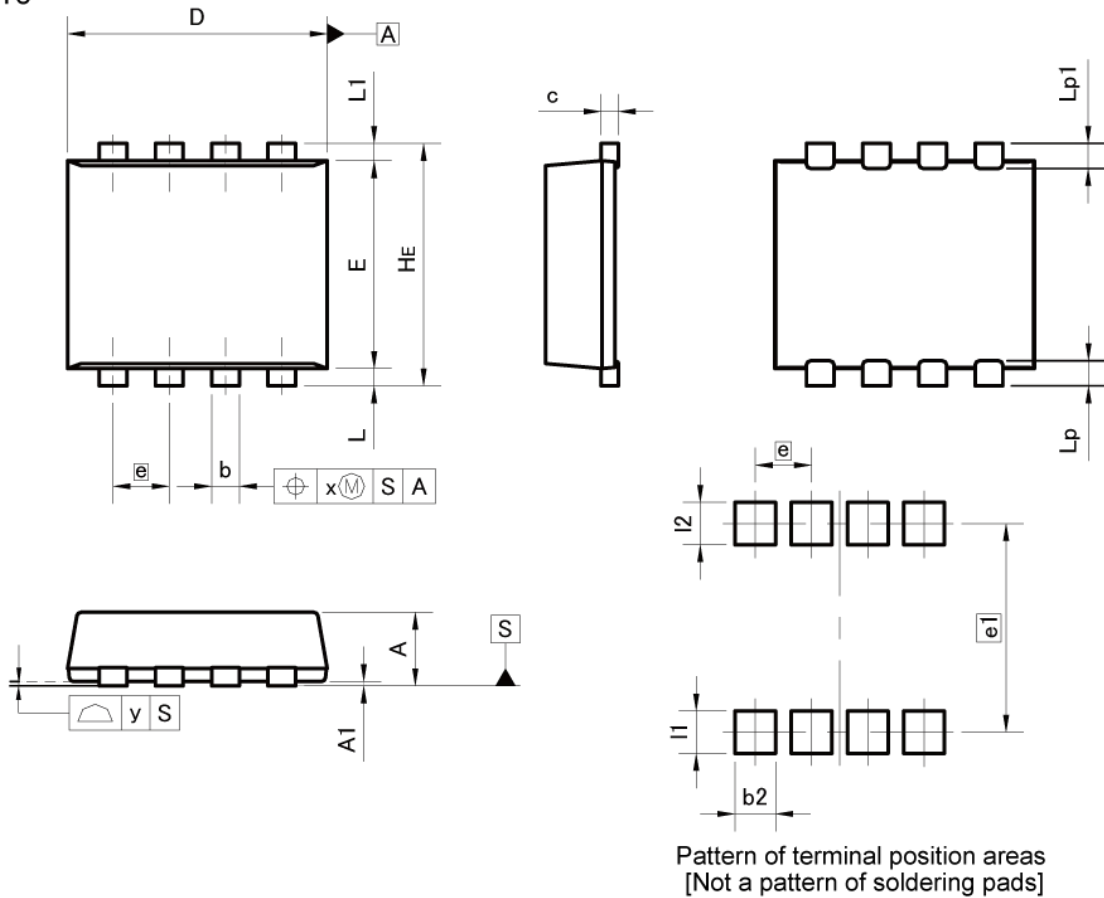 D
A
L1
c
Lp1
E
HE
L
Lp
e
b
x Ⓜ S A
e
l2
e1
S
A
y S
A1
l1
b2
Pattern of terminal position areas
[Not a pattern of soldering pads]